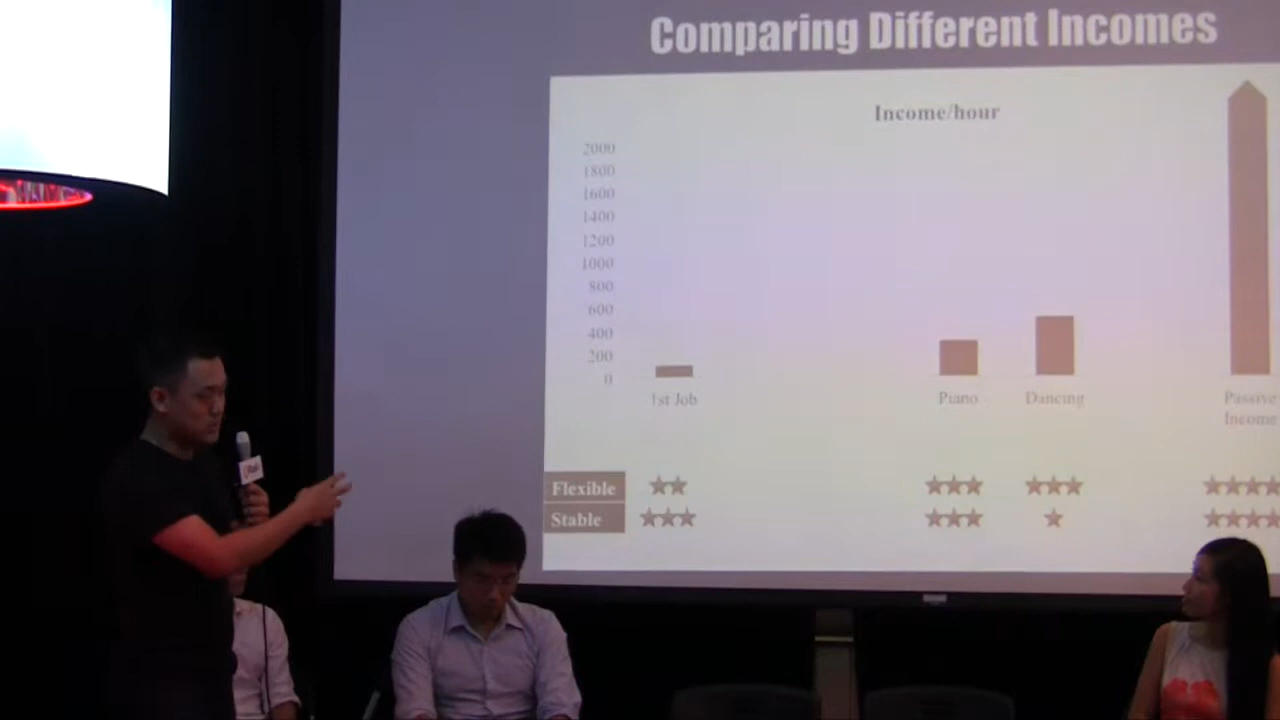 Comparing Different Incomes
Income/hour
2000
1800
1600
1400
1200
1000
800
600
400
200
0
1st Job
Piano
Dancing
Passive
Income
Flexible
Stable